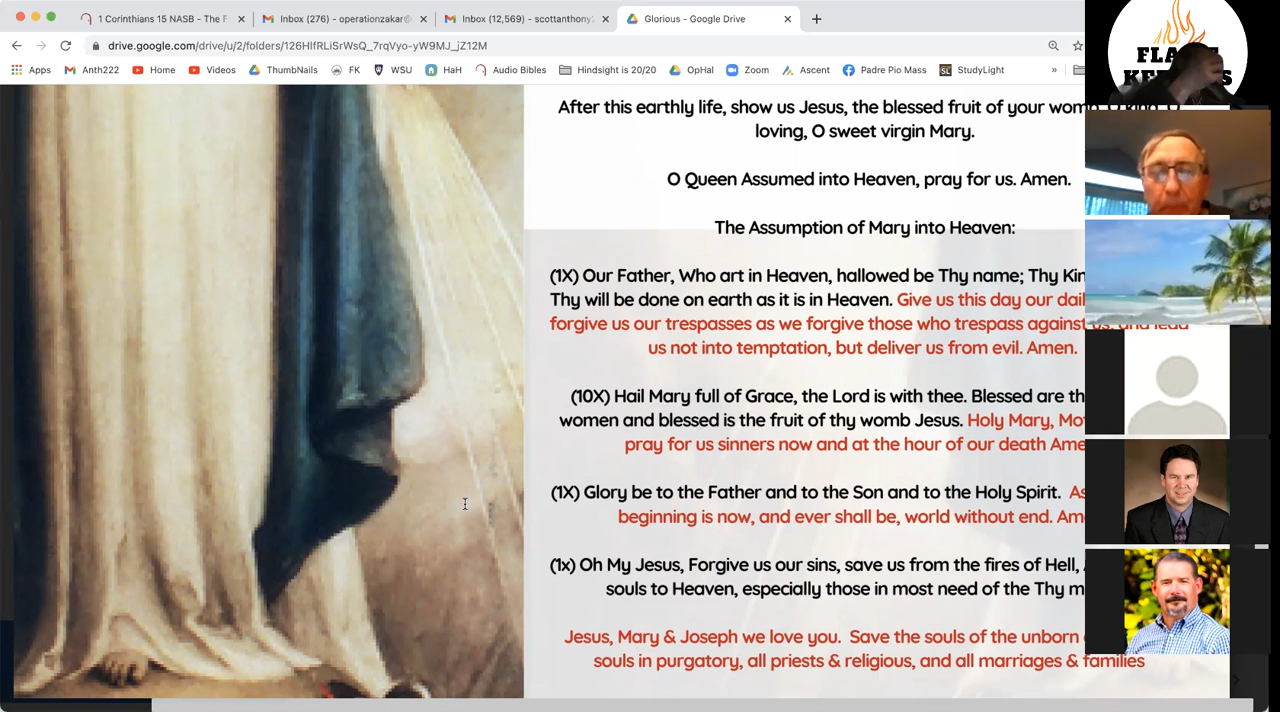 1 Corinthians 15 NASB - The F
Inbox (276) - operationzakar@
Inbox (12,569) - scottanthony
Glorious - Google Drive
drive.google.com/drive/u/2/folders/126HIfRLiSrWsQ_7rqVyo-yW9MJ_jZ12M
Apps Anth222 Home Videos ThumbNails FK WSU HaH Audio Bibles Hindsight is 20/20 OpHal Zoom Ascent Padre Pio Mass StudyLight »
After this earthly life, show us Jesus, the blessed fruit of your womb, O kind, O
loving, O sweet virgin Mary.
O Queen Assumed into Heaven, pray for us. Amen.
The Assumption of Mary into Heaven:
(1X) Our Father, Who art in Heaven, hallowed be Thy name; Thy Kin
Thy will be done on earth as it is in Heaven. Give us this day our dail
forgive us our trespasses as we forgive those who trespass against us, and lead
us not into temptation, but deliver us from evil. Amen.
(10X) Hail Mary full of Grace, the Lord is with thee. Blessed are th
women and blessed is the fruit of thy womb Jesus. Holy Mary, Mo
pray for us sinners now and at the hour of our death Ame
(1X) Glory be to the Father and to the Son and to the Holy Spirit. As
beginning is now, and ever shall be, world without end. Am
(1x) Oh My Jesus, Forgive us our sins, save us from the fires of Hell,
souls to Heaven, especially those in most need of the Thy m
Jesus, Mary & Joseph we love you. Save the souls of the unborn
souls in purgatory, all priests & religious, and all marriages & families